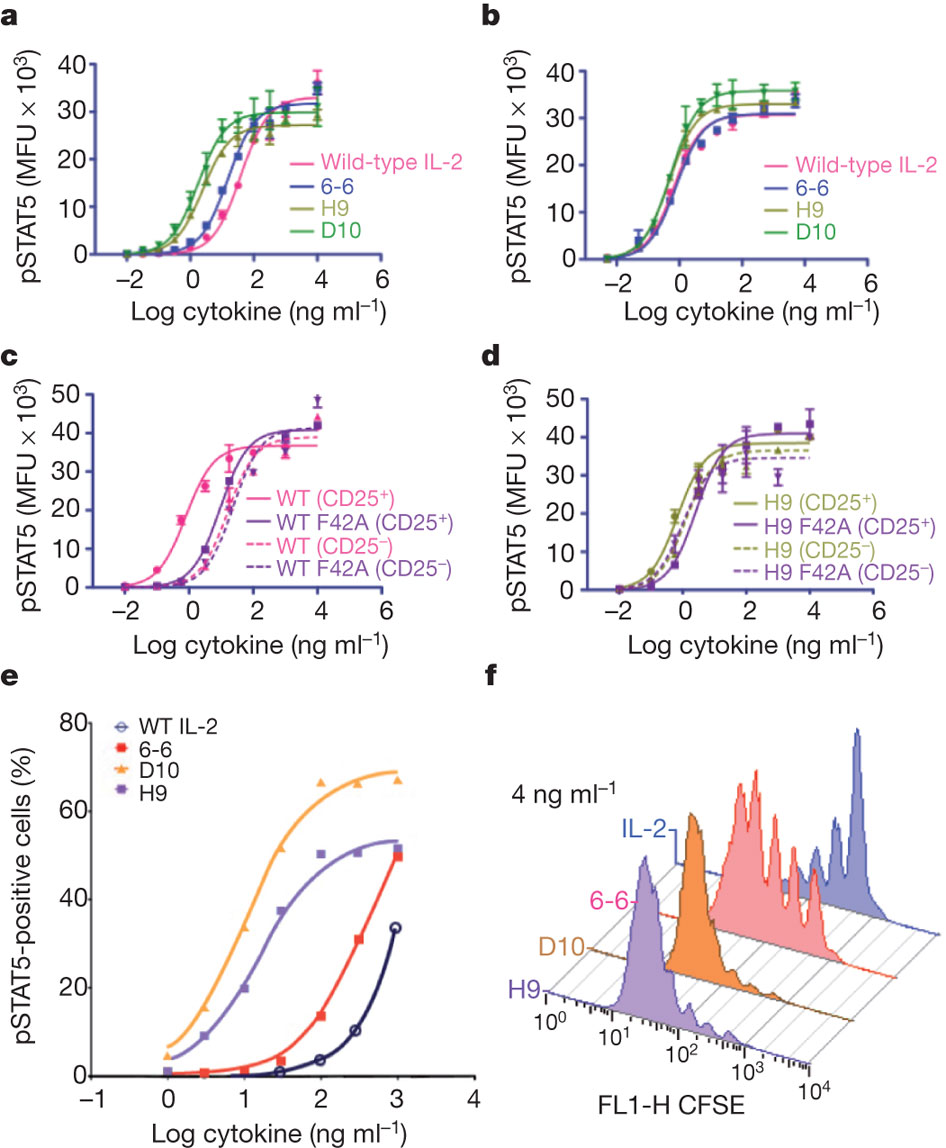 a
pSTAT5 (MFU × 10³)
40
30
20
10
0
Wild-type IL-2
6-6
H9
D10
−2 0 2 4 6
Log cytokine (ng ml⁻¹)
b
pSTAT5 (MFU × 10³)
40
30
20
10
0
Wild-type IL-2
6-6
H9
D10
−2 0 2 4 6
Log cytokine (ng ml⁻¹)
c
pSTAT5 (MFU × 10³)
50
40
30
20
10
0
WT (CD25⁺)
WT F42A (CD25⁺)
WT (CD25⁻)
WT F42A (CD25⁻)
−2 0 2 4 6
Log cytokine (ng ml⁻¹)
d
pSTAT5 (MFU × 10³)
50
40
30
20
10
0
H9 (CD25⁺)
H9 F42A (CD25⁺)
H9 (CD25⁻)
H9 F42A (CD25⁻)
−2 0 2 4 6
Log cytokine (ng ml⁻¹)
e
pSTAT5-positive cells (%)
80
60
40
20
0
WT IL-2
6-6
D10
H9
−1 0 1 2 3 4
Log cytokine (ng ml⁻¹)
f
4 ng ml⁻¹
IL-2
6-6
D10
H9
10⁰ 10¹ 10² 10³ 10⁴
FL1-H CFSE